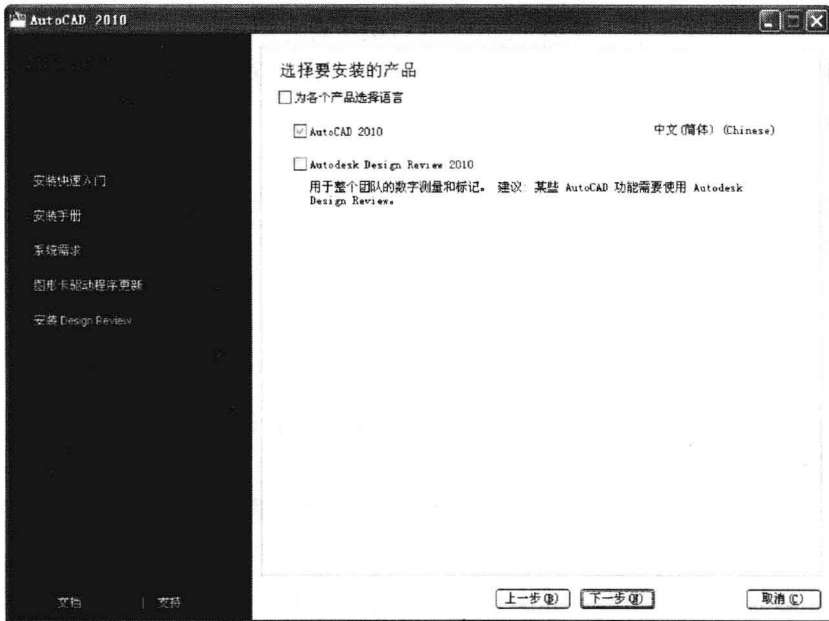 AutoCAD 2010
选择要安装的产品
为各个产品选择语言
AutoCAD 2010 中文(简体) (Chinese)
Autodesk Design Review 2010
用于整个团队的数字测量和标记。 建议: 某些 AutoCAD 功能需要使用 Autodesk
Design Review。
安装快速入门
安装手册
系统需求
图形卡驱动程序更新
安装 Design Review
文档 | 支持
上一步(B) 下一步(N) 取消(C)